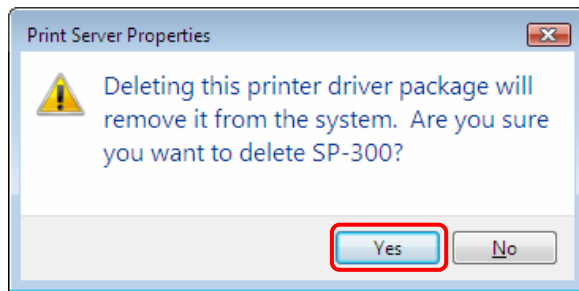 Print Server Properties
Deleting this printer driver package will
remove it from the system. Are you sure
you want to delete SP-300?
Yes
No